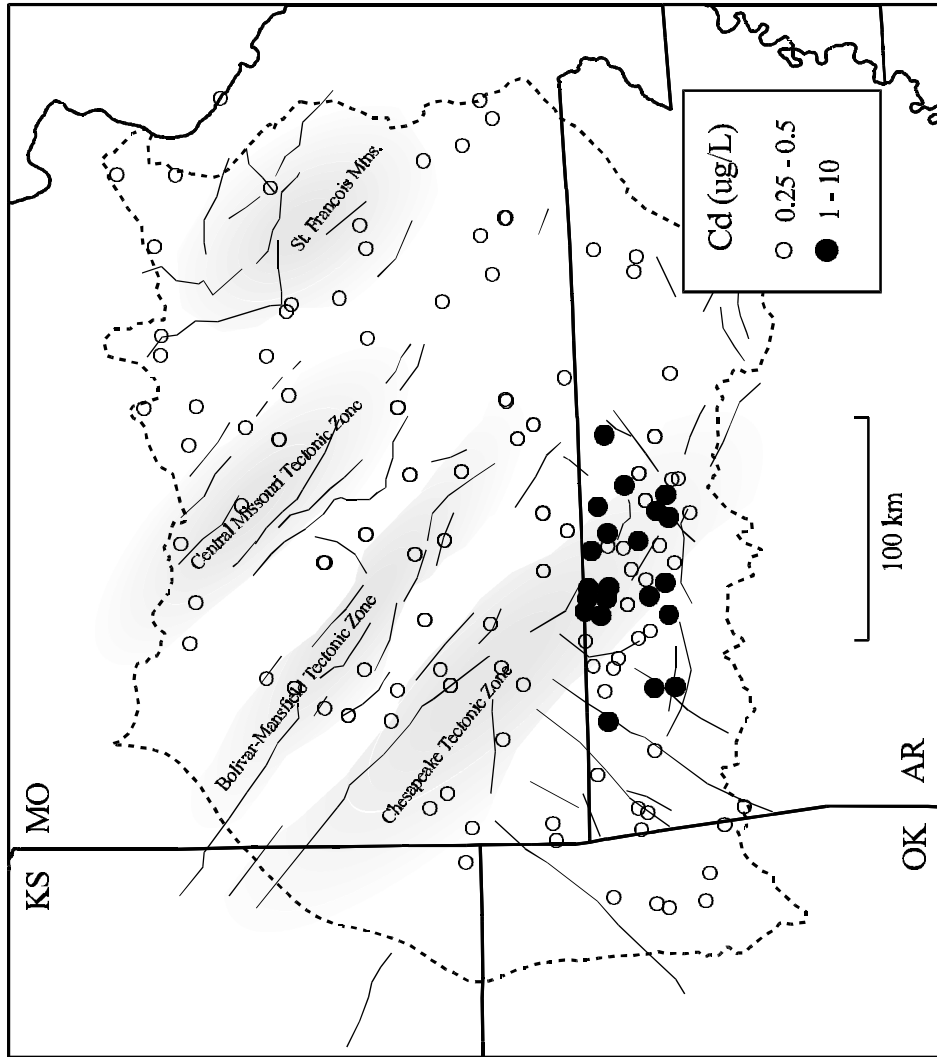 KS
MO
OK
AR
St. Francois Mtns.
Central Missouri Tectonic Zone
Bolivar-Mansfield Tectonic Zone
Chesapeake Tectonic Zone
Cd (ug/L)
0.25 - 0.5
1 - 10
100 km